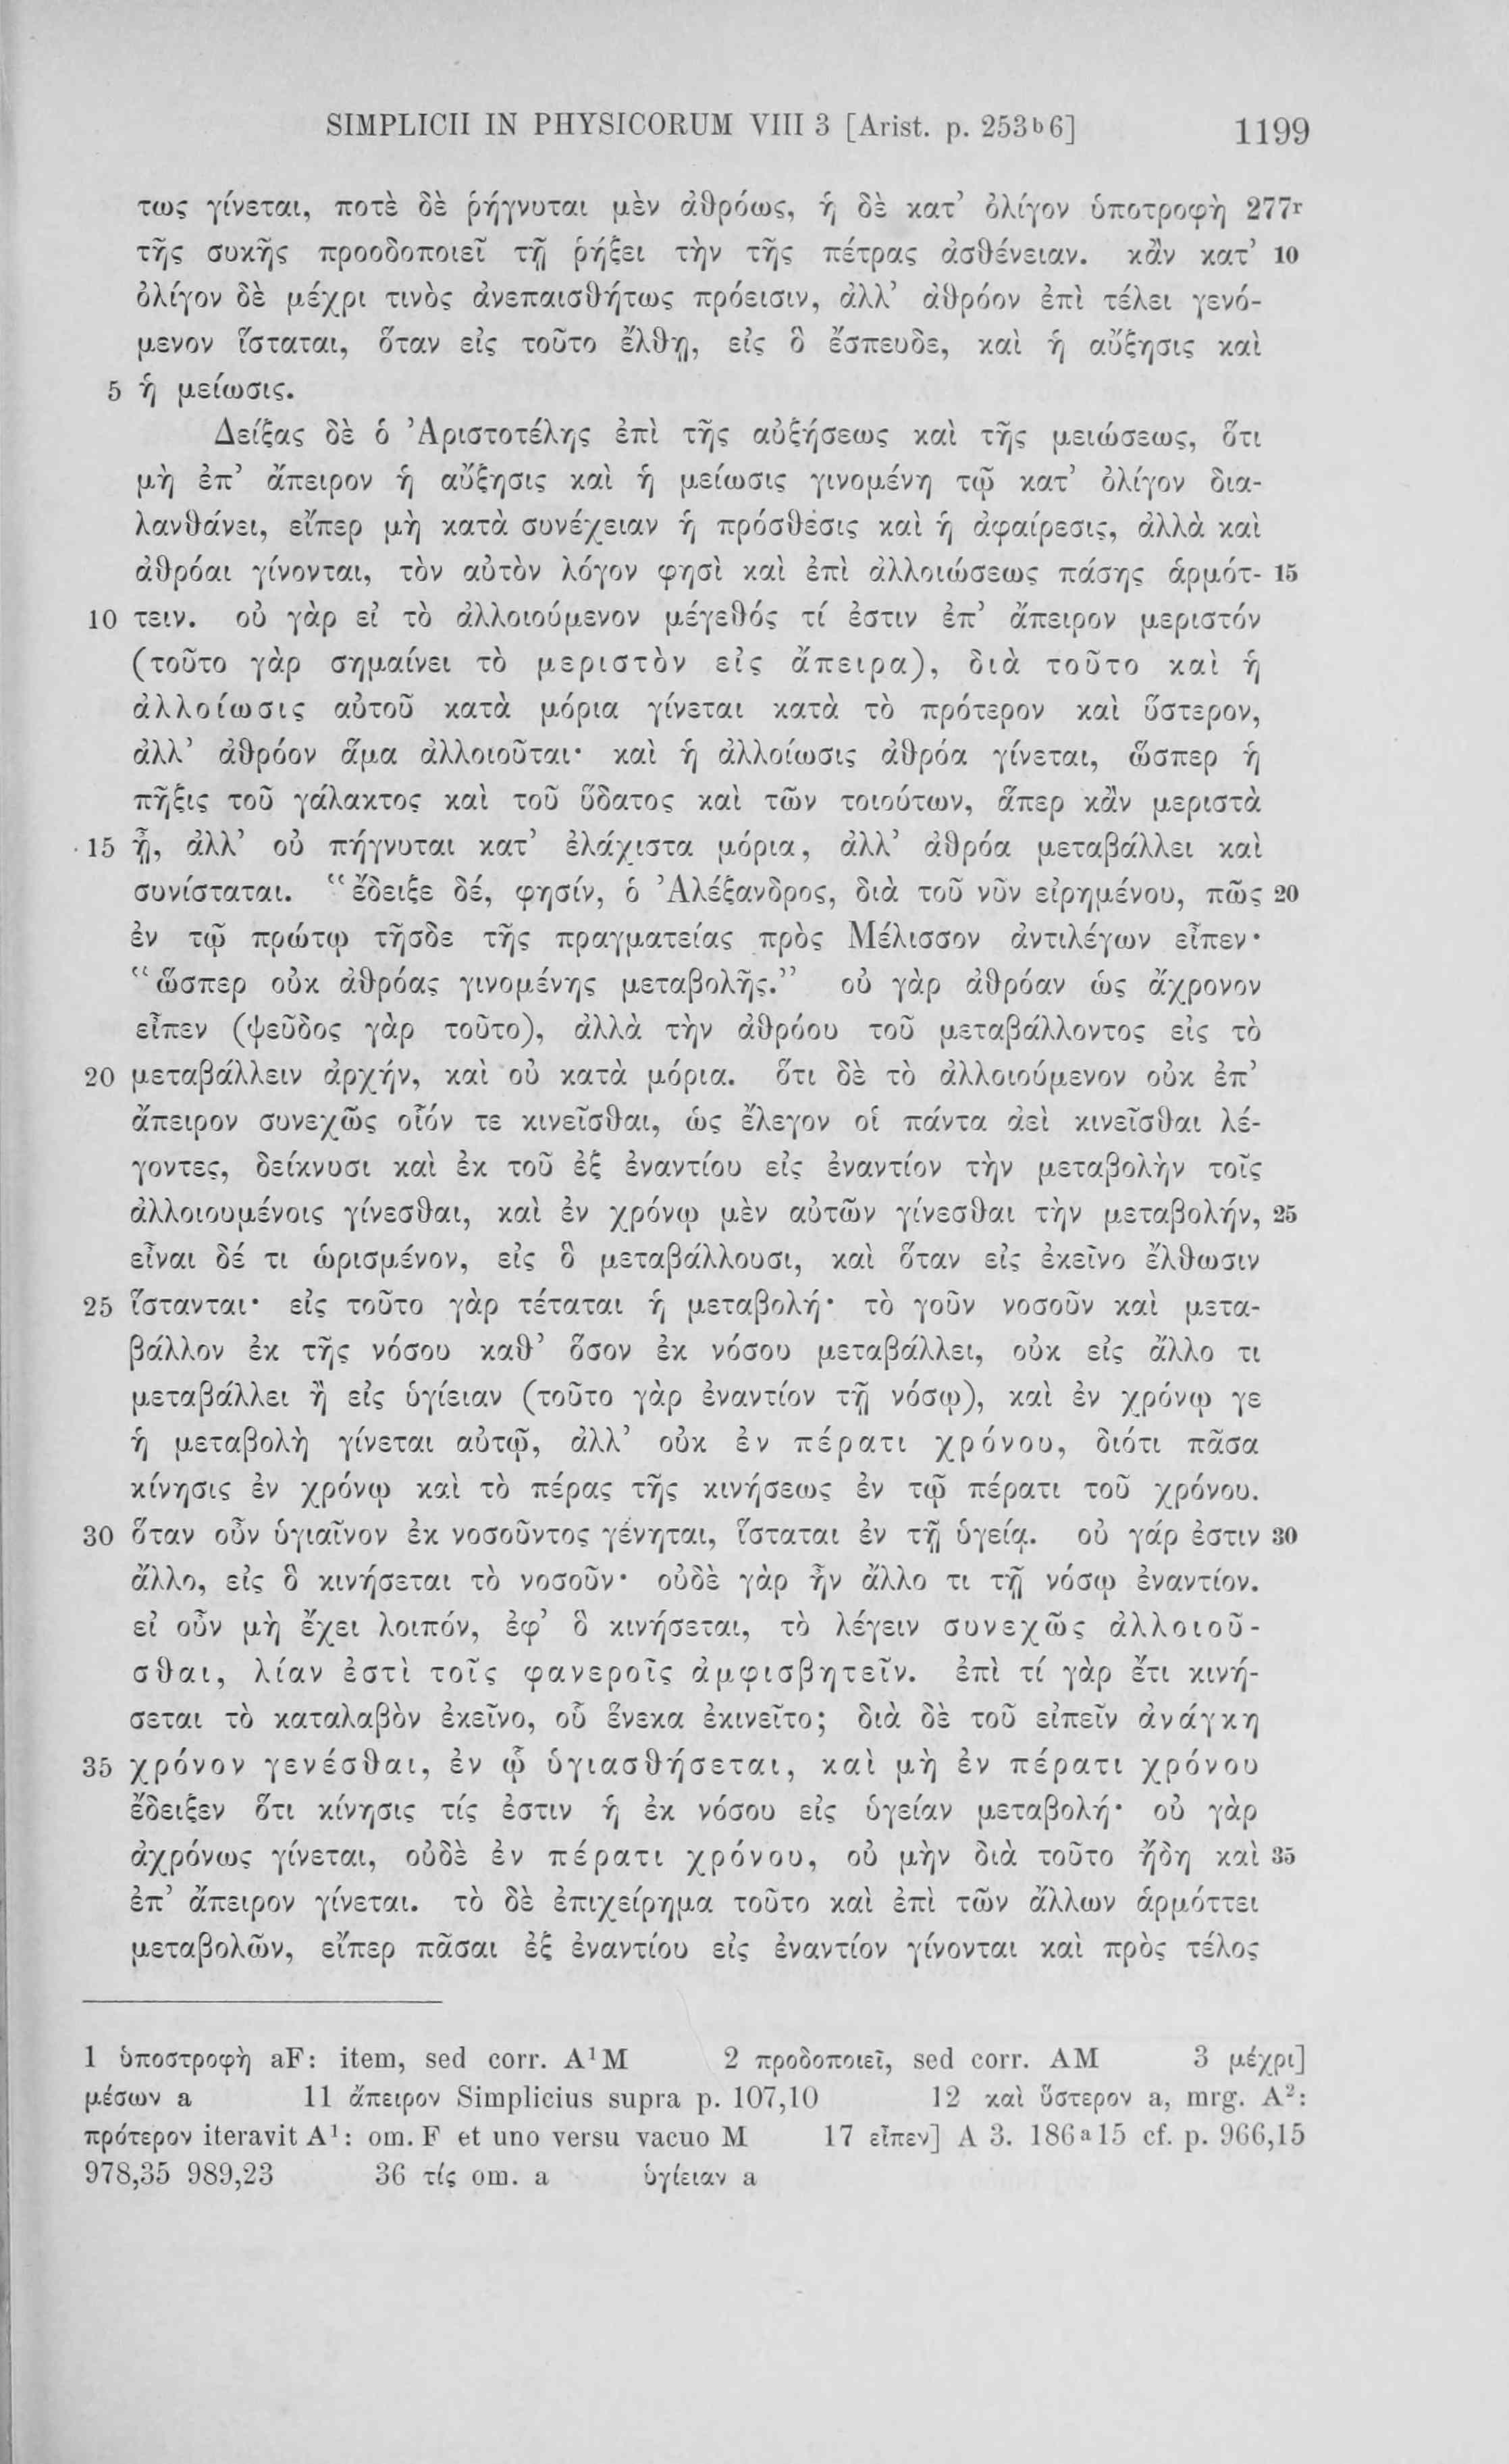 SIMPLICII IN PHYSICORUM VIII 3 [Arist. p. 253ᵇ6] 1199
τως γίνεται, ποτὲ δὲ ῥήγνυται μὲν ἀθρόως, ἡ δὲ κατ’ ὀλίγον ὑποτροφὴ 277ʳ
τῆς συκῆς προοδοποιεῖ τῇ ῥήξει τὴν τῆς πέτρας ἀσθένειαν. κἂν κατ’ 10
ὀλίγον δὲ μέχρι τινὸς ἀνεπαισθήτως πρόεισιν, ἀλλ’ ἀθρόον ἐπὶ τέλει γενό-
μενον ἵσταται, ὅταν εἰς τοῦτο ἔλθῃ, εἰς ὃ ἔσπευδε, καὶ ἡ αὔξησις καὶ
5 ἡ μείωσις.
Δείξας δὲ ὁ Ἀριστοτέλης ἐπὶ τῆς αὐξήσεως καὶ τῆς μειώσεως, ὅτι
μὴ ἐπ’ ἄπειρον ἡ αὔξησις καὶ ἡ μείωσις γινομένη τῷ κατ’ ὀλίγον δια-
λανθάνει, εἴπερ μὴ κατὰ συνέχειαν ἡ πρόσθεσις καὶ ἡ ἀφαίρεσις, ἀλλὰ καὶ
ἀθρόαι γίνονται, τὸν αὐτὸν λόγον φησὶ καὶ ἐπὶ ἀλλοιώσεως πάσης ἁρμότ- 15
10 τειν. οὐ γὰρ εἰ τὸ ἀλλοιούμενον μέγεθός τί ἐστιν ἐπ’ ἄπειρον μεριστόν
(τοῦτο γὰρ σημαίνει τὸ μεριστὸν εἰς ἄπειρα), διὰ τοῦτο καὶ ἡ
ἀλλοίωσις αὐτοῦ κατὰ μόρια γίνεται κατὰ τὸ πρότερον καὶ ὕστερον,
ἀλλ’ ἀθρόον ἅμα ἀλλοιοῦται· καὶ ἡ ἀλλοίωσις ἀθρόα γίνεται, ὥσπερ ἡ
πῆξις τοῦ γάλακτος καὶ τοῦ ὕδατος καὶ τῶν τοιούτων, ἅπερ κἂν μεριστὰ
15 ᾖ, ἀλλ’ οὐ πήγνυται κατ’ ἐλάχιστα μόρια, ἀλλ’ ἀθρόα μεταβάλλει καὶ
συνίσταται. “ἔδειξε δέ, φησίν, ὁ Ἀλέξανδρος, διὰ τοῦ νῦν εἰρημένου, πῶς 20
ἐν τῷ πρώτῳ τῆσδε τῆς πραγματείας πρὸς Μέλισσον ἀντιλέγων εἶπεν·
“ὥσπερ οὐκ ἀθρόας γινομένης μεταβολῆς.” οὐ γὰρ ἀθρόαν ὡς ἄχρονον
εἶπεν (ψεῦδος γὰρ τοῦτο), ἀλλὰ τὴν ἀθρόου τοῦ μεταβάλλοντος εἰς τὸ
20 μεταβάλλειν ἀρχήν, καὶ οὐ κατὰ μόρια. ὅτι δὲ τὸ ἀλλοιούμενον οὐκ ἐπ’
ἄπειρον συνεχῶς οἷόν τε κινεῖσθαι, ὡς ἔλεγον οἱ πάντα ἀεὶ κινεῖσθαι λέ-
γοντες, δείκνυσι καὶ ἐκ τοῦ ἐξ ἐναντίου εἰς ἐναντίον τὴν μεταβολὴν τοῖς
ἀλλοιουμένοις γίνεσθαι, καὶ ἐν χρόνῳ μὲν αὐτῶν γίνεσθαι τὴν μεταβολήν, 25
εἶναι δέ τι ὡρισμένον, εἰς ὃ μεταβάλλουσι, καὶ ὅταν εἰς ἐκεῖνο ἔλθωσιν
25 ἵστανται· εἰς τοῦτο γὰρ τέταται ἡ μεταβολή· τὸ γοῦν νοσοῦν καὶ μετα-
βάλλον ἐκ τῆς νόσου καθ’ ὅσον ἐκ νόσου μεταβάλλει, οὐκ εἰς ἄλλο τι
μεταβάλλει ἢ εἰς ὑγίειαν (τοῦτο γὰρ ἐναντίον τῇ νόσῳ), καὶ ἐν χρόνῳ γε
ἡ μεταβολὴ γίνεται αὐτῷ, ἀλλ’ οὐκ ἐν πέρατι χρόνου, διότι πᾶσα
κίνησις ἐν χρόνῳ καὶ τὸ πέρας τῆς κινήσεως ἐν τῷ πέρατι τοῦ χρόνου.
30 ὅταν οὖν ὑγιαῖνον ἐκ νοσοῦντος γένηται, ἵσταται ἐν τῇ ὑγείᾳ. οὐ γάρ ἐστιν 30
ἄλλο, εἰς ὃ κινήσεται τὸ νοσοῦν· οὐδὲ γὰρ ἦν ἄλλο τι τῇ νόσῳ ἐναντίον.
εἰ οὖν μὴ ἔχει λοιπόν, ἐφ’ ὃ κινήσεται, τὸ λέγειν συνεχῶς ἀλλοιοῦ-
σθαι, λίαν ἐστὶ τοῖς φανεροῖς ἀμφισβητεῖν. ἐπὶ τί γὰρ ἔτι κινή-
σεται τὸ καταλαβὸν ἐκεῖνο, οὗ ἕνεκα ἐκινεῖτο; διὰ δὲ τοῦ εἰπεῖν ἀνάγκη
35 χρόνον γενέσθαι, ἐν ᾧ ὑγιασθήσεται, καὶ μὴ ἐν πέρατι χρόνου
ἔδειξεν ὅτι κίνησις τίς ἐστιν ἡ ἐκ νόσου εἰς ὑγείαν μεταβολή· οὐ γὰρ
ἀχρόνως γίνεται, οὐδὲ ἐν πέρατι χρόνου, οὐ μὴν διὰ τοῦτο ἤδη καὶ 35
ἐπ’ ἄπειρον γίνεται. τὸ δὲ ἐπιχείρημα τοῦτο καὶ ἐπὶ τῶν ἄλλων ἁρμόττει
μεταβολῶν, εἴπερ πᾶσαι ἐξ ἐναντίου εἰς ἐναντίον γίνονται καὶ πρὸς τέλος
1 ὑποστροφὴ aF: item, sed corr. A¹M 2 προδοποιεῖ, sed corr. AM 3 μέχρι]
μέσων a 11 ἄπειρον Simplicius supra p. 107,10 12 καὶ ὕστερον a, mrg. A²:
πρότερον iteravit A¹: om. F et uno versu vacuo M 17 εἶπεν] A 3. 186ᵃ15 cf. p. 966,15
978,35 989,23 36 τίς om. a ὑγίειαν a